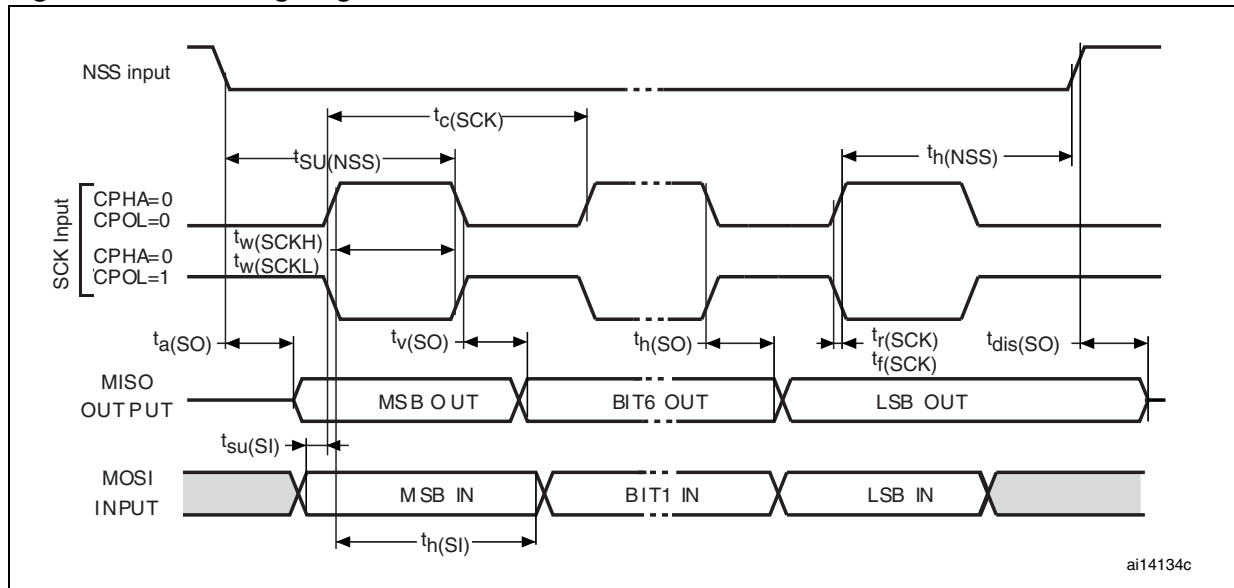 NSS input
tc(SCK)
tSU(NSS)
th(NSS)
SCK Input
CPHA=0
CPOL=0
tw(SCKH)
CPHA=0
tw(SCKL)
CPOL=1
ta(SO)
tv(SO)
th(SO)
tr(SCK)
tf(SCK)
tdis(SO)
MISO
OUTPUT
MSB OUT
BIT6 OUT
LSB OUT
tsu(SI)
MOSI
INPUT
MSB IN
BIT1 IN
LSB IN
th(SI)
ai14134c